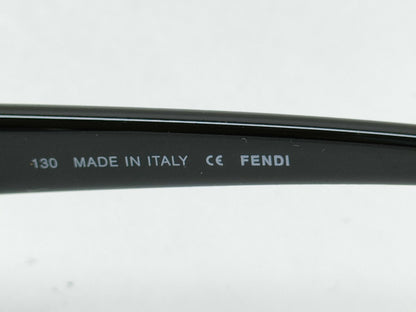 130 MADE IN ITALY CE FENDI